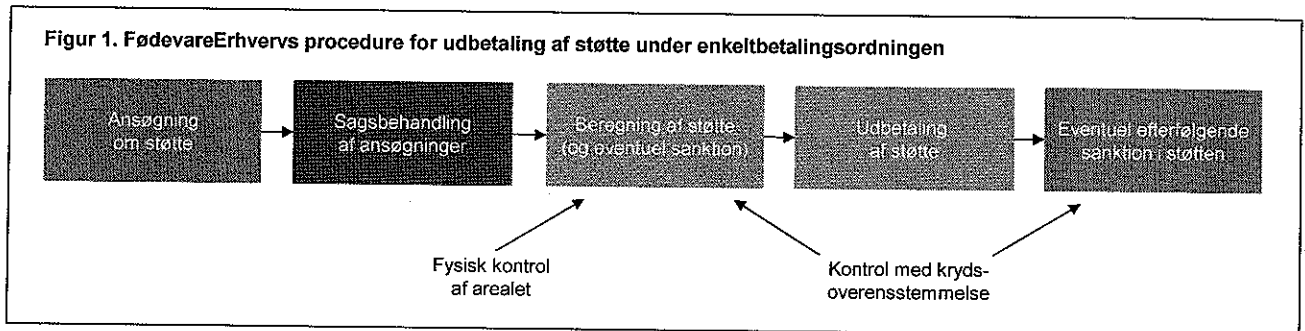 Figur 1. FødevareErhvervs procedure for udbetaling af støtte under enkeltbetalingsordningen
Ansøgning
om støtte
Sagsbehandling
af ansøgninger
Beregning af støtte
(og eventuel sanktion)
Udbetaling
af støtte
Eventuel efterfølgende
sanktion i støtten
Fysisk kontrol
af arealet
Kontrol med kryds-
overensstemmelse